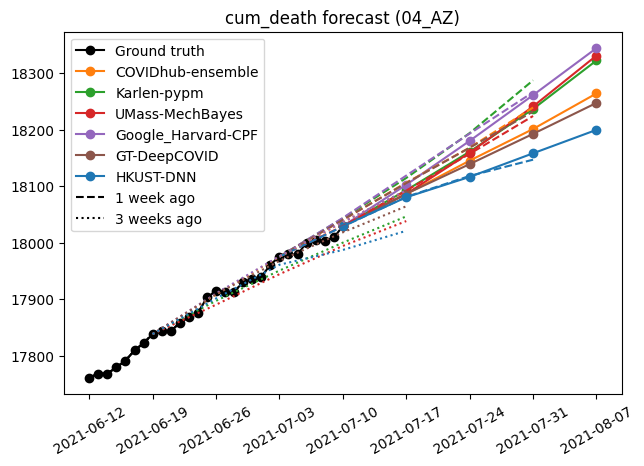 cum_death forecast (04_AZ)
Ground truth
COVIDhub-ensemble
Karlen-pypm
UMass-MechBayes
Google_Harvard-CPF
GT-DeepCOVID
HKUST-DNN
1 week ago
3 weeks ago
18300
18200
18100
18000
17900
17800
2021-06-12
2021-06-19
2021-06-26
2021-07-03
2021-07-10
2021-07-17
2021-07-24
2021-07-31
2021-08-07